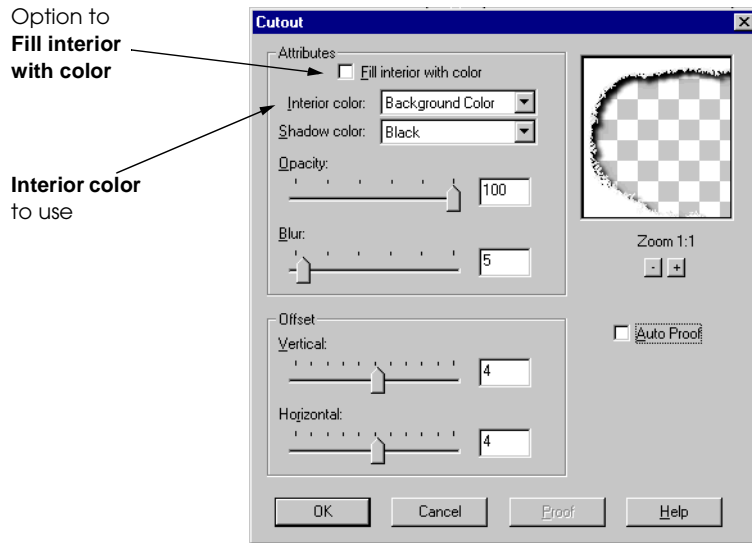 Option to
Fill interior
with color
Interior color
to use
Cutout
Attributes
Fill interior with color
Interior color: Background Color
Shadow color: Black
Opacity:
100
Blur:
5
Zoom 1:1
- +
Offset
Vertical:
4
Horizontal:
4
Auto Proof
OK Cancel Proof Help